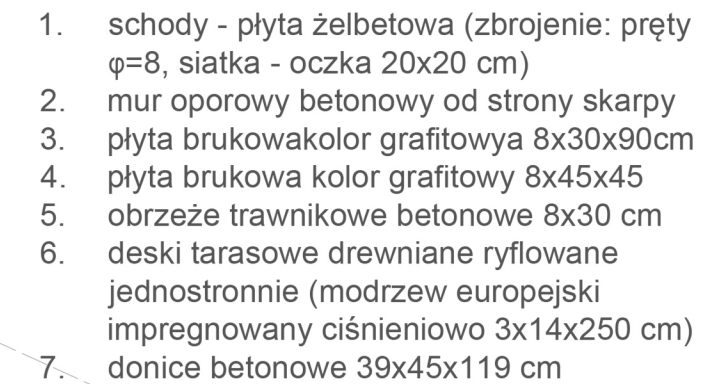 1. schody - płyta żelbetowa (zbrojenie: pręty
φ=8, siatka - oczka 20x20 cm)
2. mur oporowy betonowy od strony skarpy
3. płyta brukowakolor grafitowya 8x30x90cm
4. płyta brukowa kolor grafitowy 8x45x45
5. obrzeże trawnikowe betonowe 8x30 cm
6. deski tarasowe drewniane ryflowane
jednostronnie (modrzew europejski
impregnowany ciśnieniowo 3x14x250 cm)
7. donice betonowe 39x45x119 cm